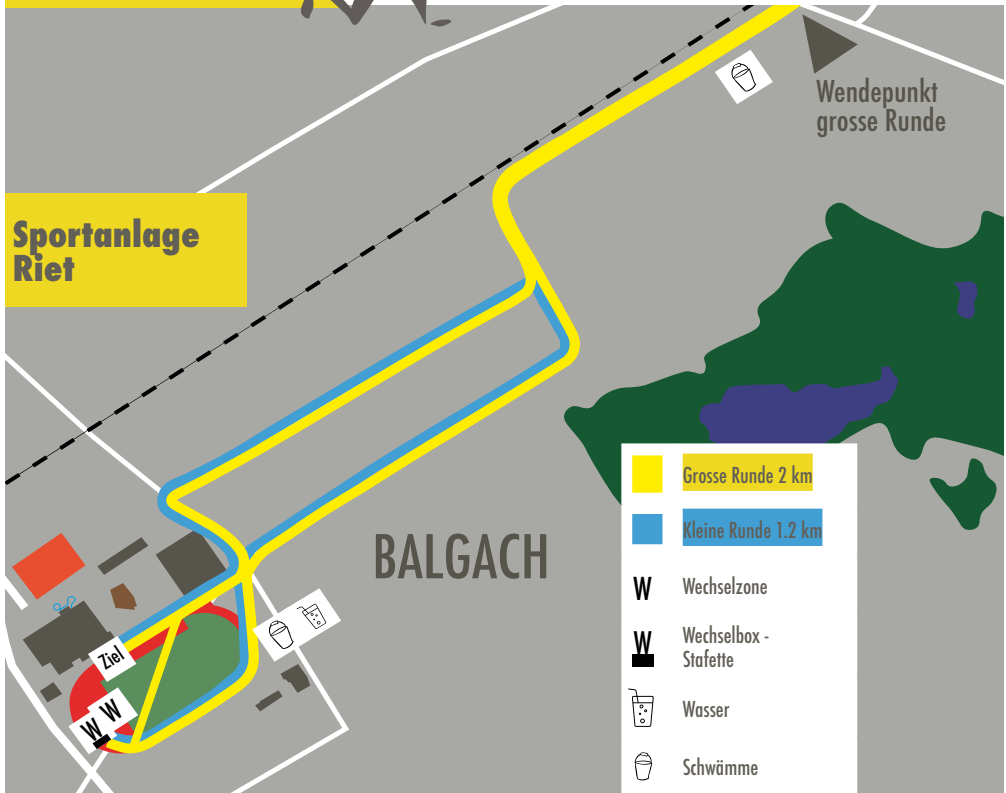 Wendepunkt
grosse Runde
Sportanlage
Riet
BALGACH
Ziel
W
W
Grosse Runde 2 km
Kleine Runde 1.2 km
W
Wechselzone
W
Wechselbox -
Stafette
Wasser
Schwämme